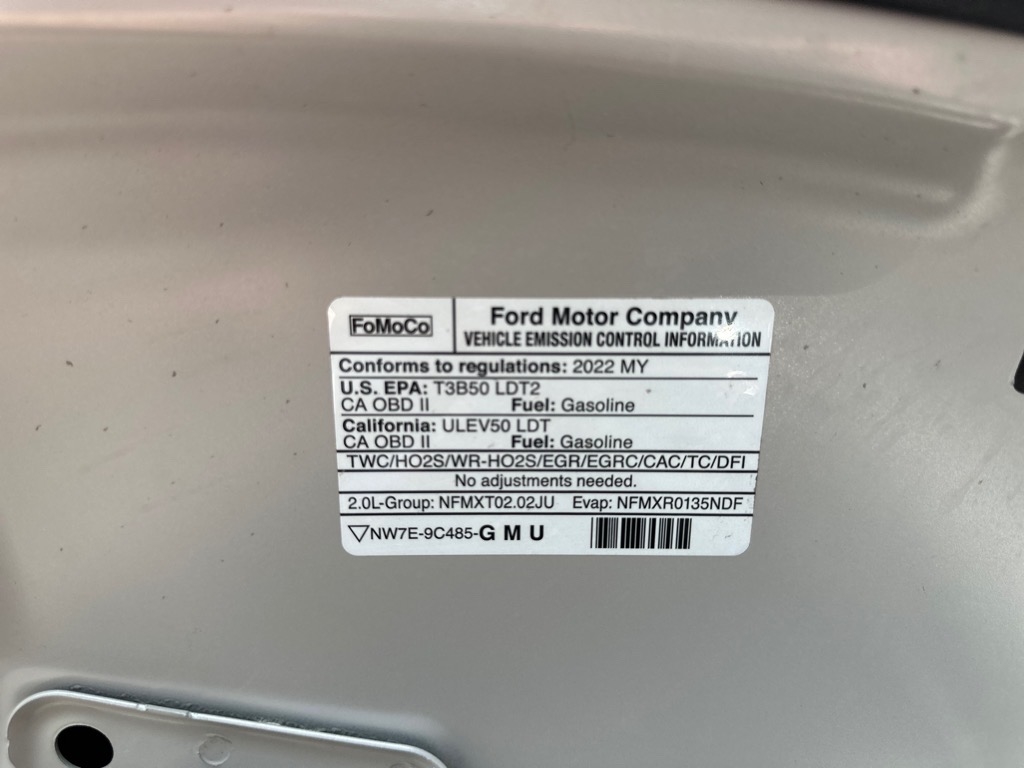 FoMoCo
Ford Motor Company
VEHICLE EMISSION CONTROL INFORMATION
Conforms to regulations: 2022 MY
U.S. EPA: T3B50 LDT2
CA OBD II Fuel: Gasoline
California: ULEV50 LDT
CA OBD II Fuel: Gasoline
TWC/HO2S/WR-HO2S/EGR/EGRC/CAC/TC/DFI
No adjustments needed.
2.0L-Group: NFMXT02.02JU Evap: NFMXR0135NDF
▽NW7E-9C485-G M U